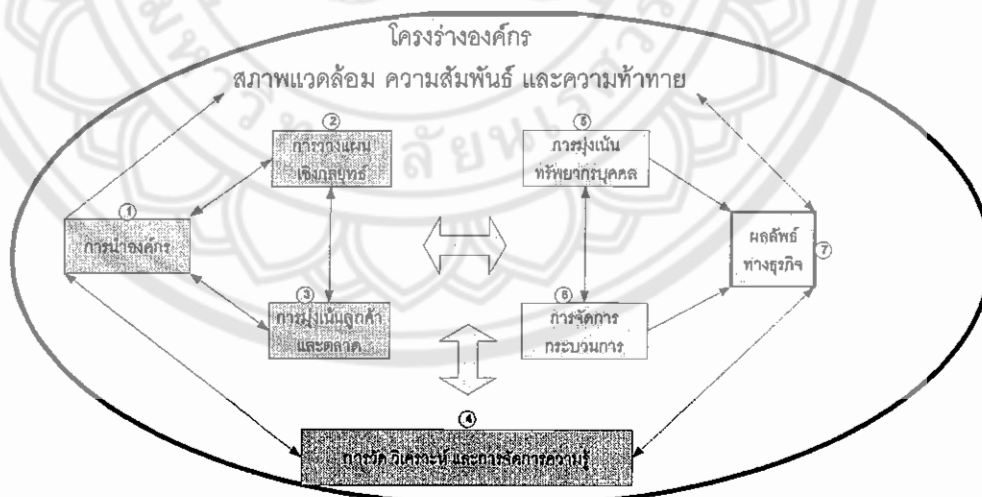 โครงร่างองค์กร
สภาพแวดล้อม ความสัมพันธ์ และความท้าทาย
②
การวางแผน
เชิงกลยุทธ์
⑤
การมุ่งเน้น
ทรัพยากรบุคคล
①
การนำองค์กร
ผลลัพธ์
ทางธุรกิจ
⑦
③
การมุ่งเน้นลูกค้า
และตลาด
⑥
การจัดการ
กระบวนการ
④
การวัด วิเคราะห์ และการจัดการความรู้